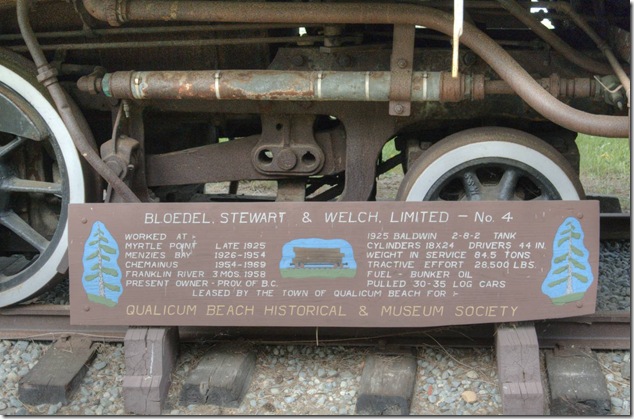 BLOEDEL, STEWART & WELCH, LIMITED - No. 4
WORKED AT :-
MYRTLE POINT LATE 1925
MENZIES BAY 1926-1954
CHEMAINUS 1954-1969
FRANKLIN RIVER 3 MOS. 1958
PRESENT OWNER - PROV. OF B.C.
1925 BALDWIN 2-8-2 TANK
CYLINDERS 18X24 DRIVERS 44 IN.
WEIGHT IN SERVICE 84.5 TONS
TRACTIVE EFFORT 28,500 LBS.
FUEL - BUNKER OIL
PULLED 30-35 LOG CARS
LEASED BY THE TOWN OF QUALICUM BEACH FOR :-
QUALICUM BEACH HISTORICAL & MUSEUM SOCIETY